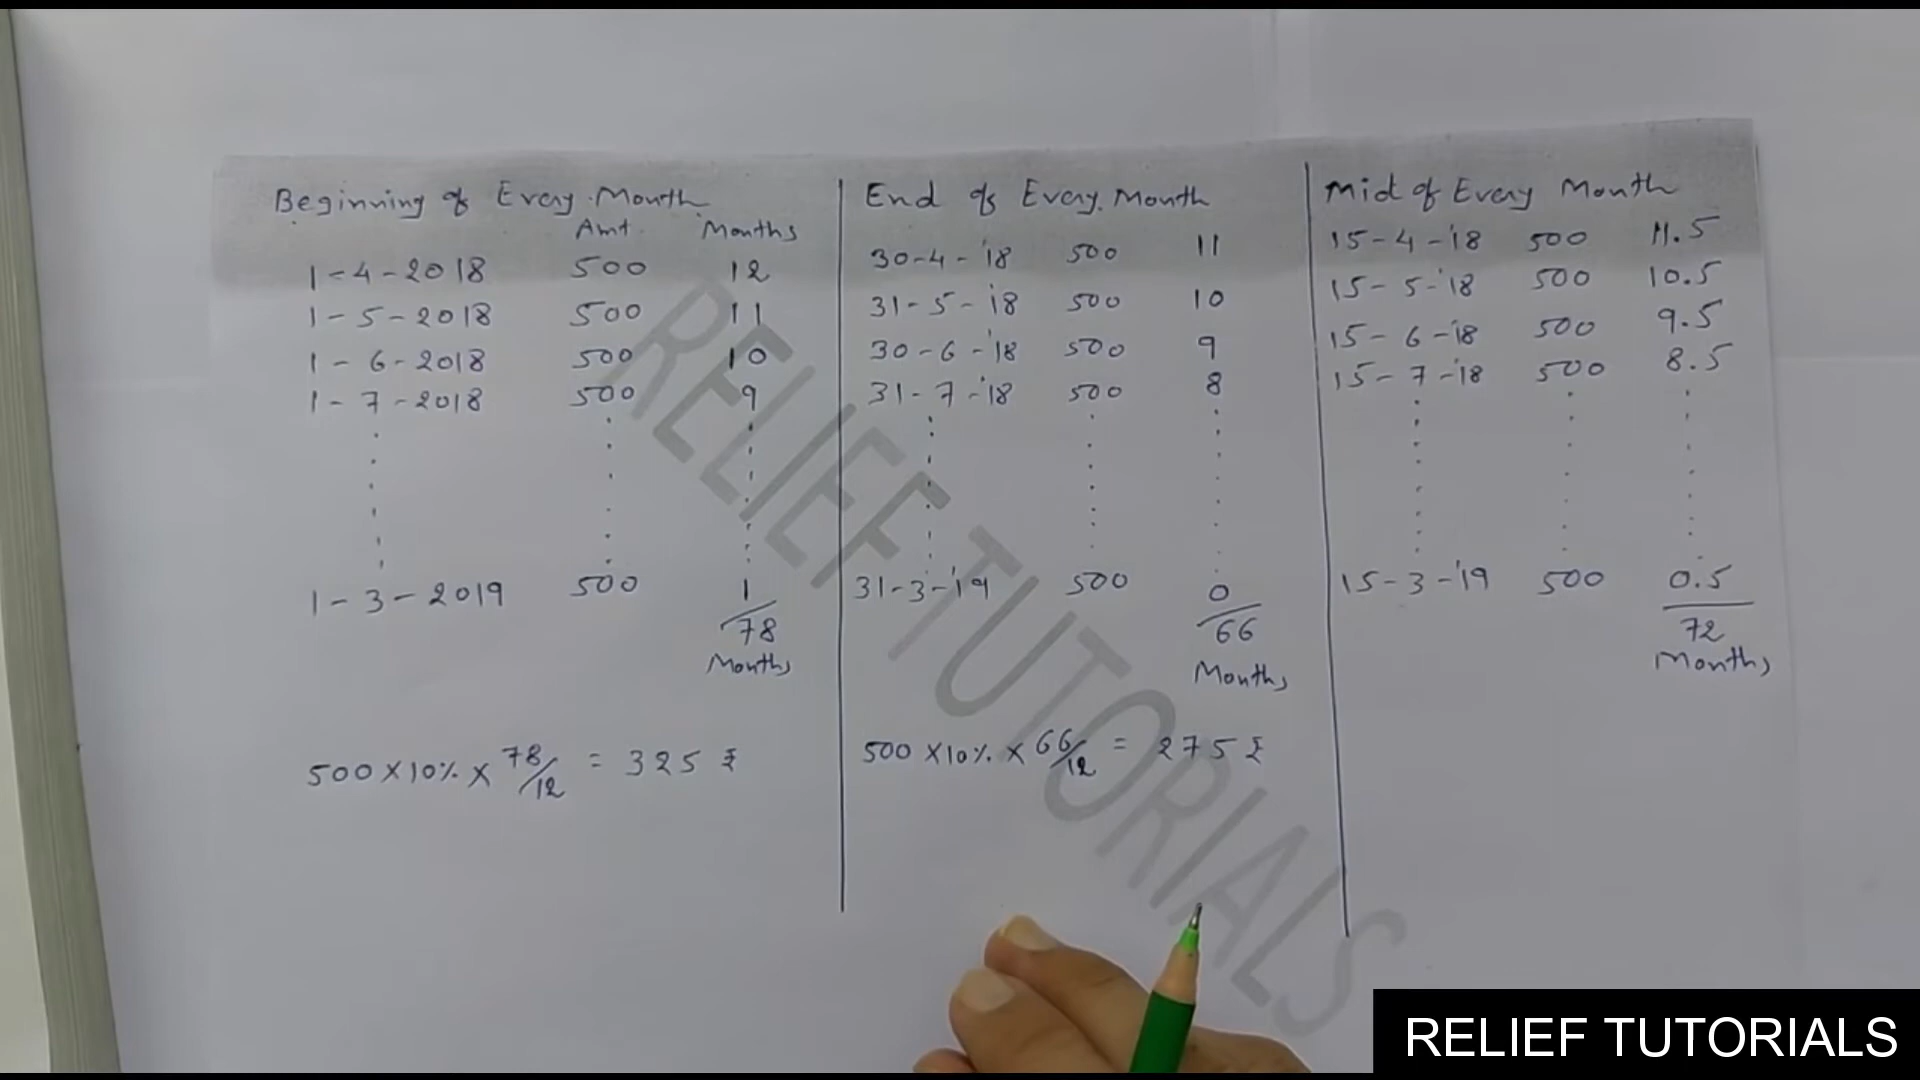 Beginning of Every Month
Amt. Months
1-4-2018 500 12
1-5-2018 500 11
1-6-2018 500 10
1-7-2018 500 9
1-3-2019 500 1
78
Months
500 × 10% × 78/12 = 325 ₹
End of Every Month
30-4-'18 500 11
31-5-'18 500 10
30-6-'18 500 9
31-7-'18 500 8
31-3-'19 500 0
66
Months
500 × 10% × 66/12 = 275 ₹
Mid of Every Month
15-4-'18 500 11.5
15-5-'18 500 10.5
15-6-'18 500 9.5
15-7-'18 500 8.5
15-3-'19 500 0.5
72
Months
RELIEF TUTORIALS
RELIEF TUTORIALS